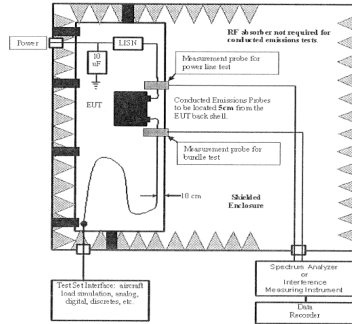 RF absorber not required for
conducted emissions tests.
Power
LISN
10
uF
EUT
Measurement probe for
power line test
Conducted Emissions Probes
to be located 5cm from the
EUT back shell.
Measurement probe for
bundle test
10 cm
Shielded
Enclosure
Test Set Interface: aircraft
load simulation, analog,
digital, discretes, etc.
Spectrum Analyzer
or
Interference
Measuring Instrument
Data
Recorder